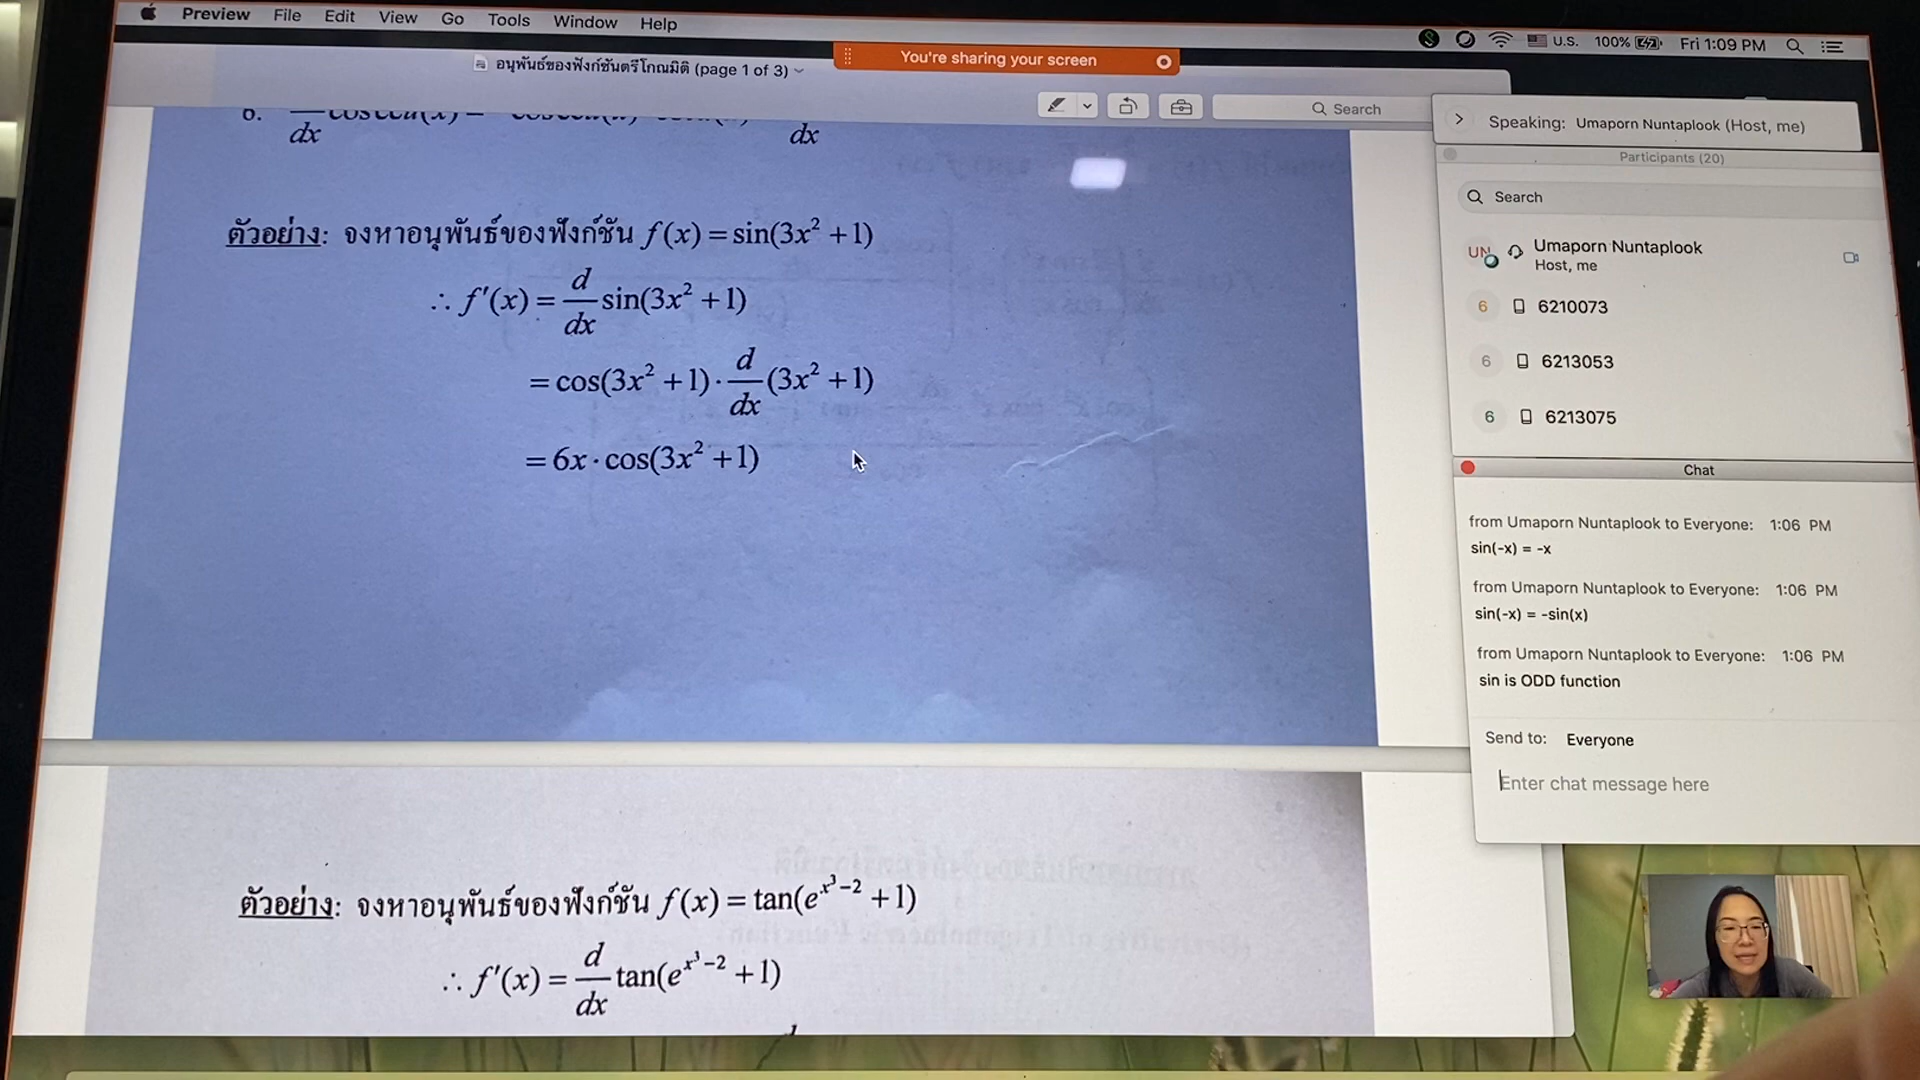 Preview File Edit View Go Tools Window Help
U.S. 100% Fri 1:09 PM
อนุพันธ์ของฟังก์ชันตรีโกณมิติ (page 1 of 3)
You're sharing your screen
Search
6.
dx dx
ตัวอย่าง: จงหาอนุพันธ์ของฟังก์ชัน f(x) = sin(3x² + 1)
∴ f'(x) = d/dx sin(3x² + 1)
= cos(3x² + 1) · d/dx (3x² + 1)
= 6x · cos(3x² + 1)
ตัวอย่าง: จงหาอนุพันธ์ของฟังก์ชัน f(x) = tan(e^(x³−2) + 1)
∴ f'(x) = d/dx tan(e^(x³−2) + 1)
Speaking: Umaporn Nuntaplook (Host, me)
Participants (20)
Search
UN Umaporn Nuntaplook
Host, me
6 6210073
6 6213053
6 6213075
Chat
from Umaporn Nuntaplook to Everyone: 1:06 PM
sin(-x) = -x
from Umaporn Nuntaplook to Everyone: 1:06 PM
sin(-x) = -sin(x)
from Umaporn Nuntaplook to Everyone: 1:06 PM
sin is ODD function
Send to: Everyone
Enter chat message here